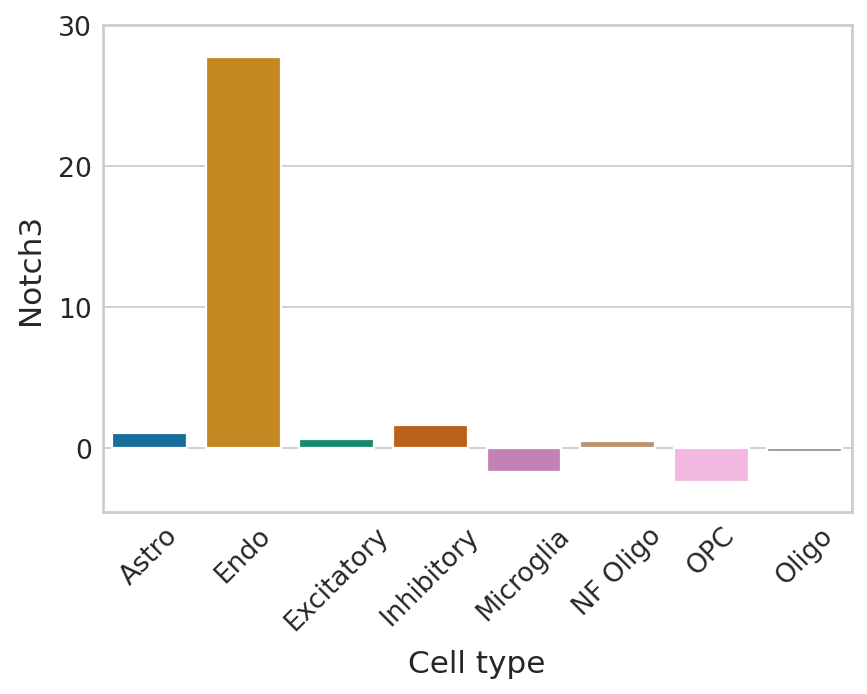 30
20
10
0
Notch3
Astro
Endo
Excitatory
Inhibitory
Microglia
NF Oligo
OPC
Oligo
Cell type